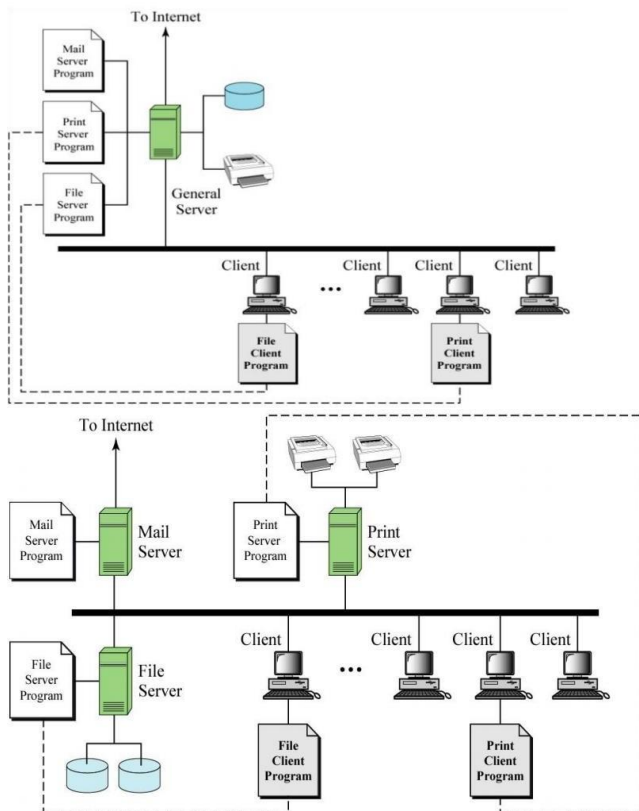 To Internet
Mail
Server
Program
Print
Server
Program
File
Server
Program
General
Server
Client
Client
Client
Client
...
File
Client
Program
Print
Client
Program
To Internet
Mail
Server
Program
Mail
Server
Print
Server
Program
Print
Server
File
Server
Program
File
Server
Client
Client
Client
Client
...
File
Client
Program
Print
Client
Program